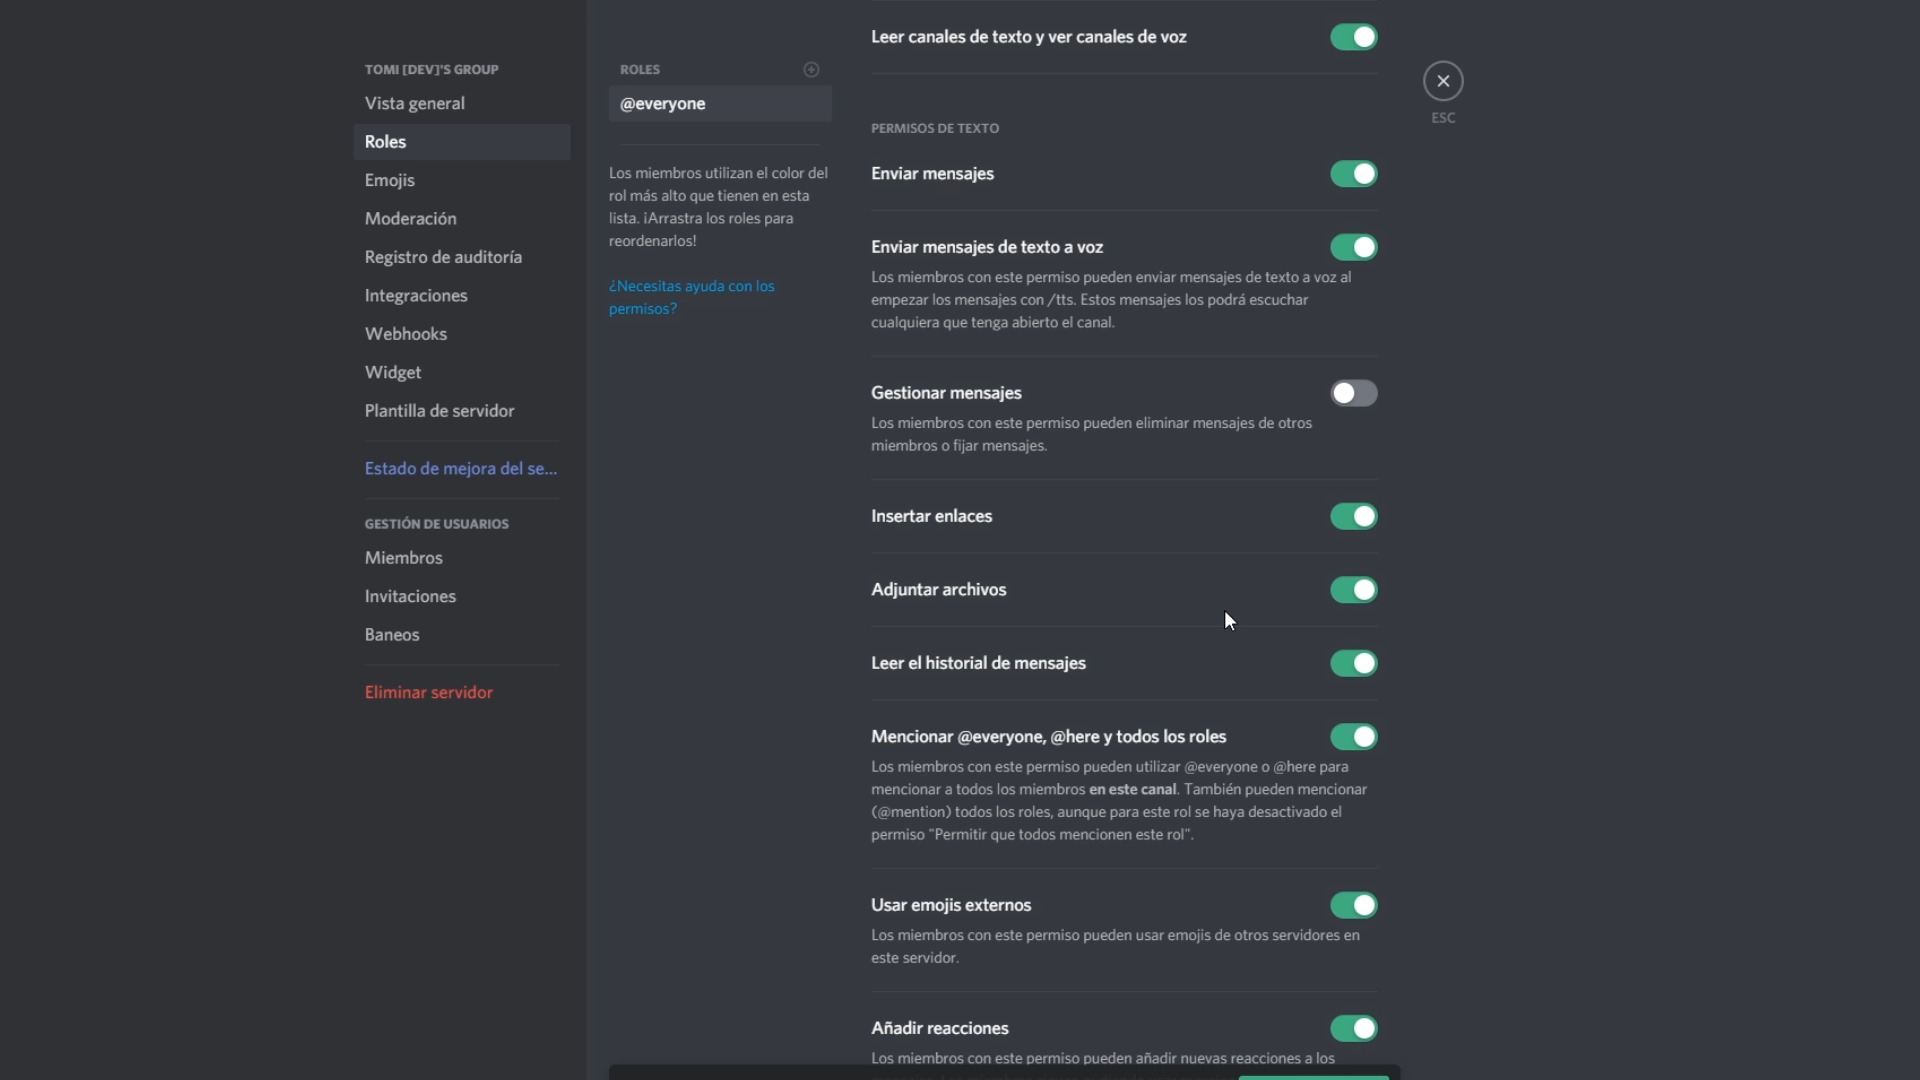 TOMI [DEV]'S GROUP
Vista general
Roles
Emojis
Moderación
Registro de auditoría
Integraciones
Webhooks
Widget
Plantilla de servidor
Estado de mejora del se...
GESTIÓN DE USUARIOS
Miembros
Invitaciones
Baneos
Eliminar servidor
ROLES
@everyone
Los miembros utilizan el color del
rol más alto que tienen en esta
lista. ¡Arrastra los roles para
reordenarlos!
¿Necesitas ayuda con los
permisos?
Leer canales de texto y ver canales de voz
PERMISOS DE TEXTO
Enviar mensajes
Enviar mensajes de texto a voz
Los miembros con este permiso pueden enviar mensajes de texto a voz al
empezar los mensajes con /tts. Estos mensajes los podrá escuchar
cualquiera que tenga abierto el canal.
Gestionar mensajes
Los miembros con este permiso pueden eliminar mensajes de otros
miembros o fijar mensajes.
Insertar enlaces
Adjuntar archivos
Leer el historial de mensajes
Mencionar @everyone, @here y todos los roles
Los miembros con este permiso pueden utilizar @everyone o @here para
mencionar a todos los miembros en este canal. También pueden mencionar
(@mention) todos los roles, aunque para este rol se haya desactivado el
permiso "Permitir que todos mencionen este rol".
Usar emojis externos
Los miembros con este permiso pueden usar emojis de otros servidores en
este servidor.
Añadir reacciones
Los miembros con este permiso pueden añadir nuevas reacciones a los
ESC